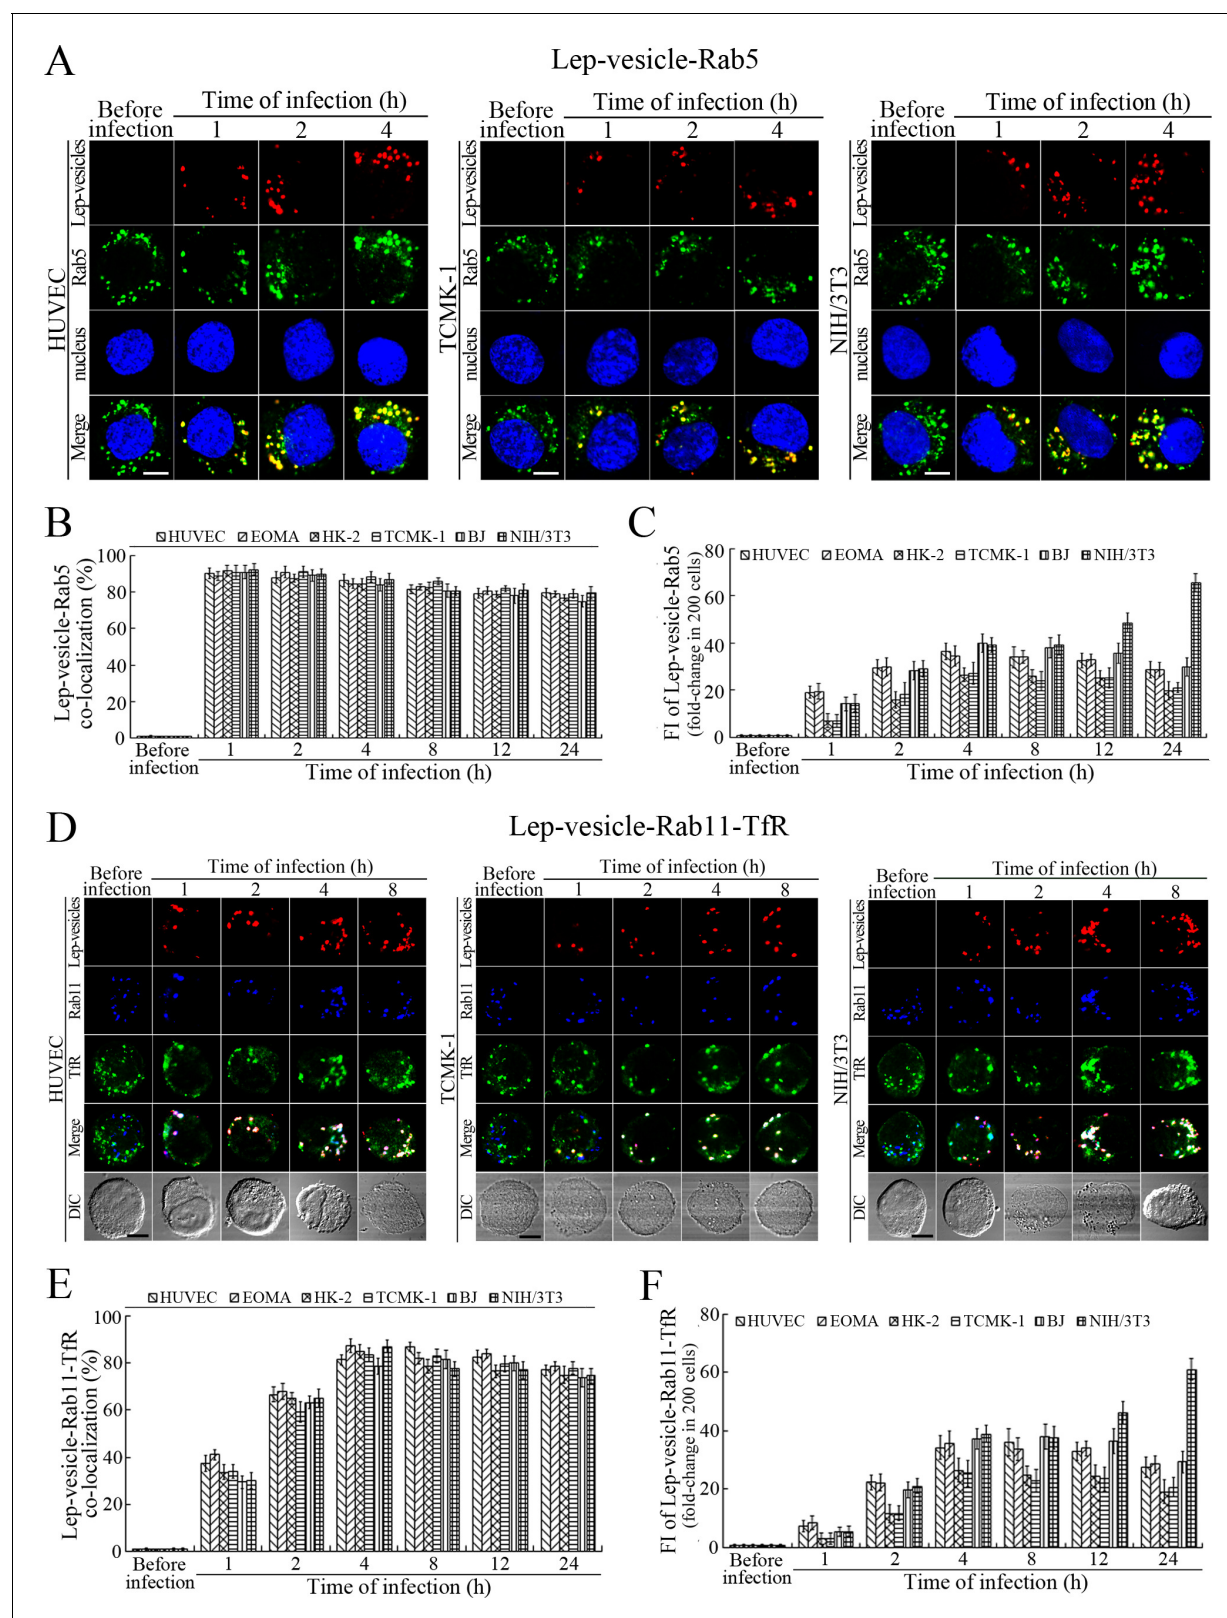 A
Lep-vesicle-Rab5
Before infection
Time of infection (h)
1 2 4
HUVEC
Lep-vesicles
Rab5
nucleus
Merge
Before infection
Time of infection (h)
1 2 4
TCMK-1
Lep-vesicles
Rab5
nucleus
Merge
Before infection
Time of infection (h)
1 2 4
NIH/3T3
Lep-vesicles
Rab5
nucleus
Merge
B
HUVEC EOMA HK-2 TCMK-1 BJ NIH/3T3
Lep-vesicle-Rab5
co-localization (%)
100
80
60
40
20
0
Before infection
1 2 4 8 12 24
Time of infection (h)
C
HUVEC EOMA HK-2 TCMK-1 BJ NIH/3T3
FI of Lep-vesicle-Rab5
(fold-change in 200 cells)
80
60
40
20
0
Before infection
1 2 4 8 12 24
Time of infection (h)
D
Lep-vesicle-Rab11-TfR
Before infection
Time of infection (h)
1 2 4 8
HUVEC
Lep-vesicles
Rab11
TfR
Merge
DIC
Before infection
Time of infection (h)
1 2 4 8
TCMK-1
Lep-vesicles
Rab11
TfR
Merge
DIC
Before infection
Time of infection (h)
1 2 4 8
NIH/3T3
Lep-vesicles
Rab11
TfR
Merge
DIC
E
HUVEC EOMA HK-2 TCMK-1 BJ NIH/3T3
Lep-vesicle-Rab11-TfR
co-localization (%)
100
80
60
40
20
0
Before infection
1 2 4 8 12 24
Time of infection (h)
F
HUVEC EOMA HK-2 TCMK-1 BJ NIH/3T3
FI of Lep-vesicle-Rab11-TfR
(fold-change in 200 cells)
80
60
40
20
0
Before infection
1 2 4 8 12 24
Time of infection (h)